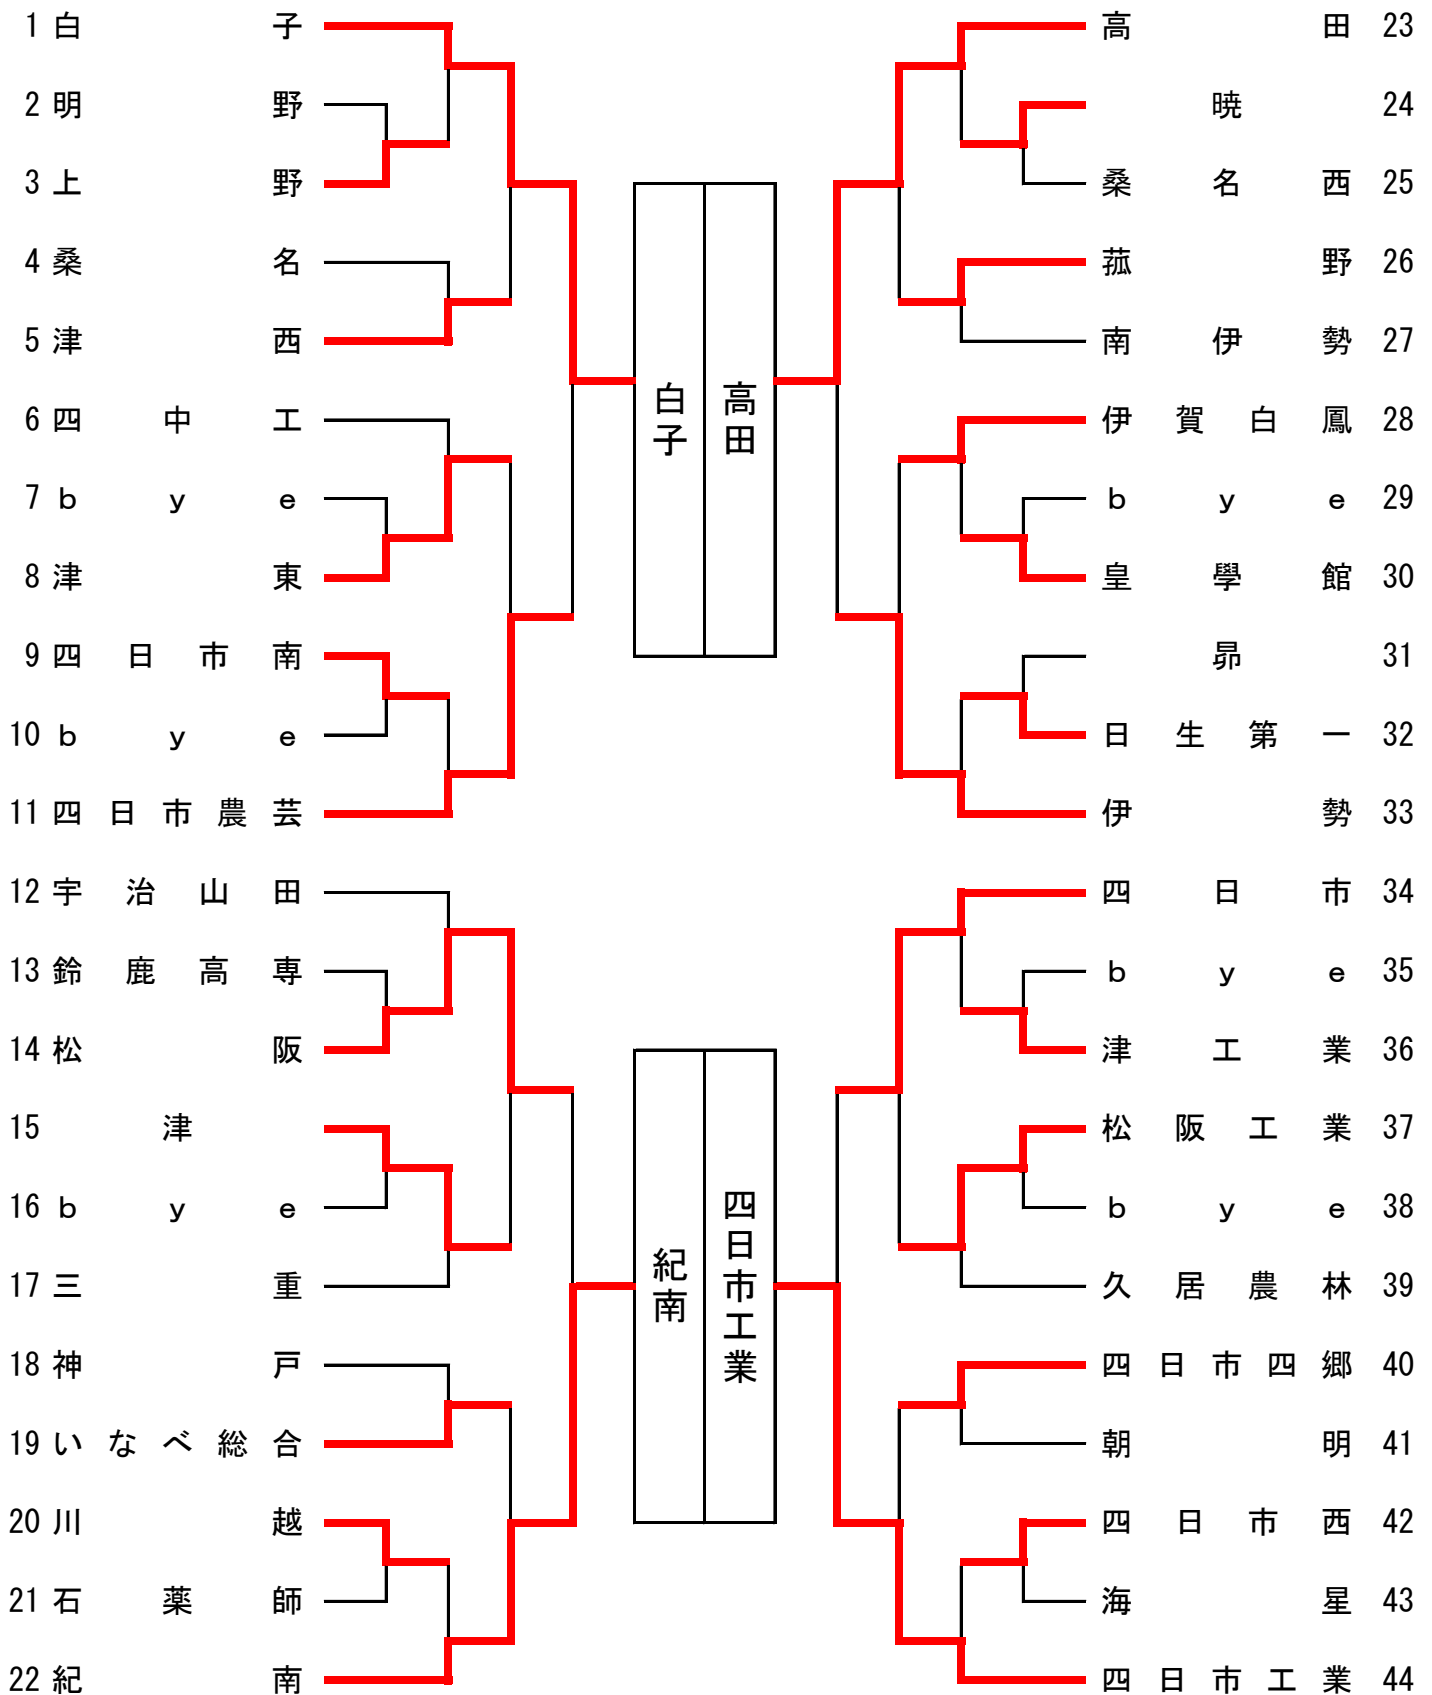 1 白子
2 明野
3 上野
4 桑名
5 津西
6 四中工
7 ｂｙｅ
8 津東
9 四日市南
10 ｂｙｅ
11 四日市農芸
12 宇治山田
13 鈴鹿高専
14 松阪
15 津
16 ｂｙｅ
17 三重
18 神戸
19 いなべ総合
20 川越
21 石薬師
22 紀南
白子
高田
紀南
四日市工業
高田 23
暁 24
桑名西 25
菰野 26
南伊勢 27
伊賀白鳳 28
ｂｙｅ 29
皇學館 30
昴 31
日生第一 32
伊勢 33
四日市 34
ｂｙｅ 35
津工業 36
松阪工業 37
ｂｙｅ 38
久居農林 39
四日市四郷 40
朝明 41
四日市西 42
海星 43
四日市工業 44